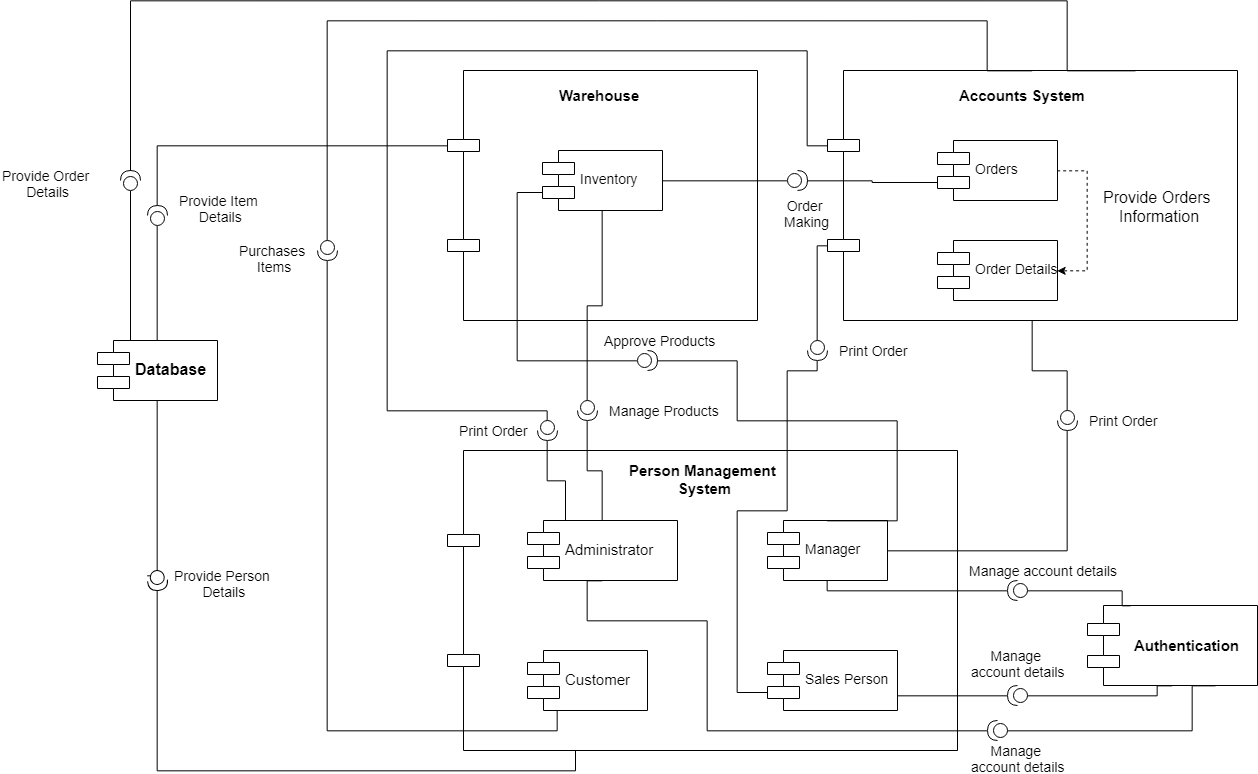 Warehouse
Accounts System
Provide Order
Details
Provide Item
Details
Inventory
Orders
Order
Making
Provide Orders
Information
Purchases
Items
Order Details
Approve Products
Print Order
Database
Manage Products
Print Order
Print Order
Person Management
System
Administrator
Manager
Provide Person
Details
Manage account details
Authentication
Customer
Sales Person
Manage
account details
Manage
account details